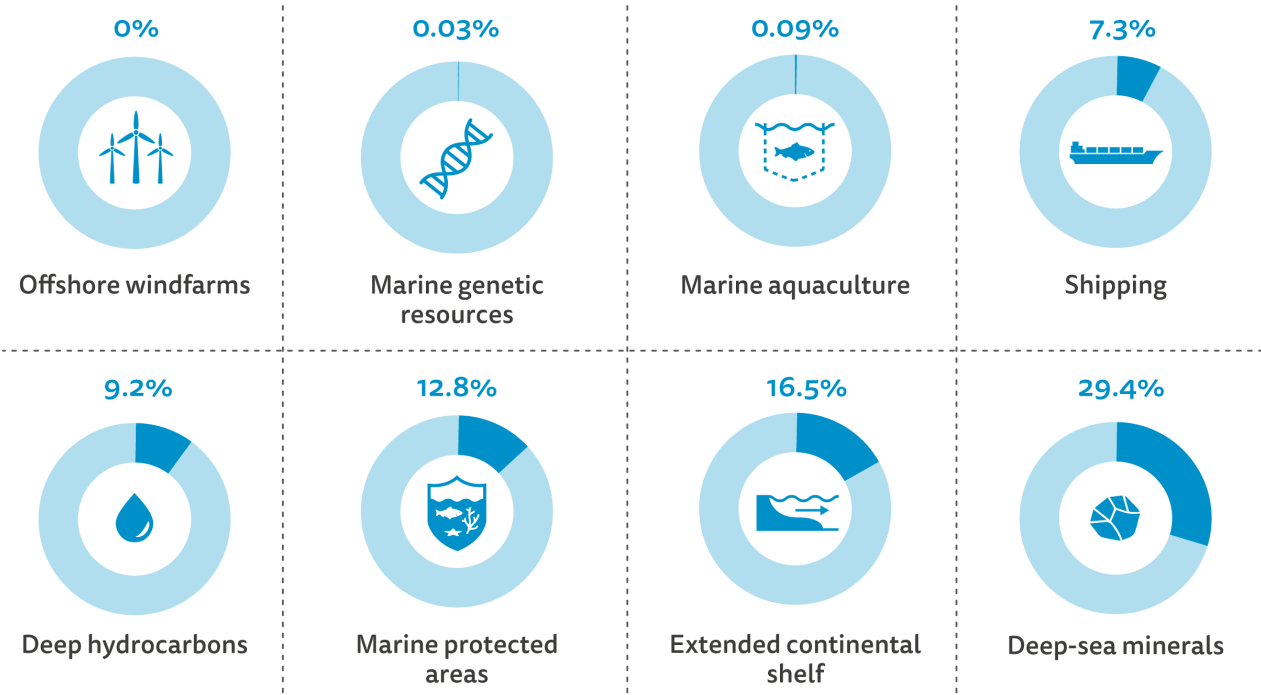 0%
0.03%
0.09%
7.3%
Offshore windfarms
Marine genetic
resources
Marine aquaculture
Shipping
9.2%
12.8%
16.5%
29.4%
Deep hydrocarbons
Marine protected
areas
Extended continental
shelf
Deep-sea minerals